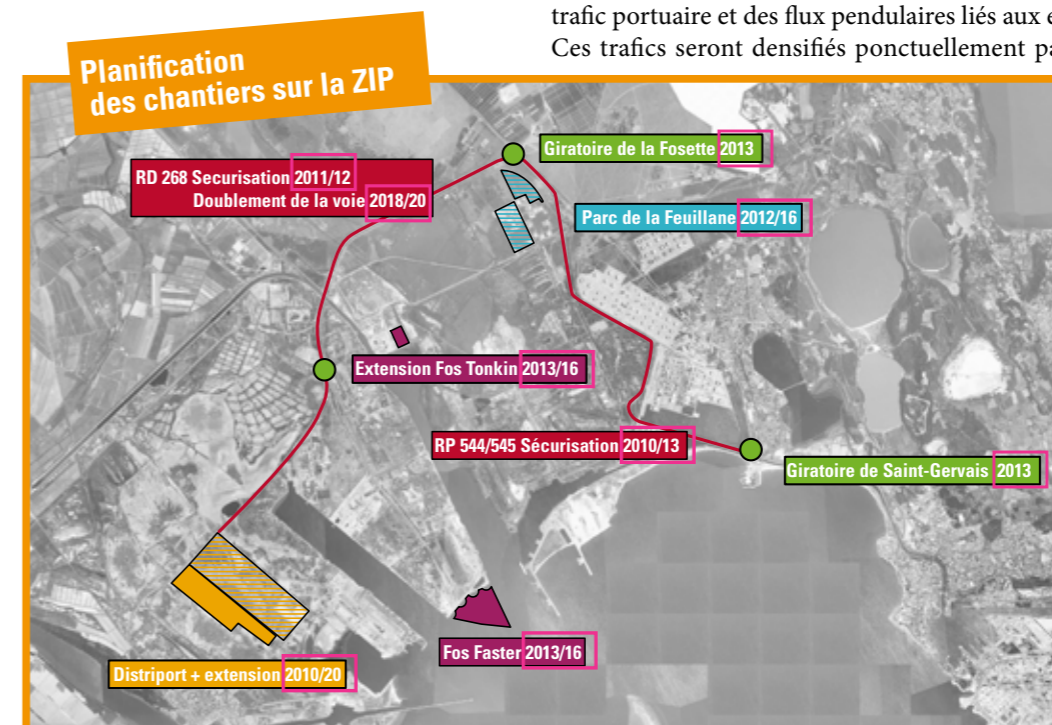 trafic portuaire et des flux pendulaires liés aux
Ces trafics seront densifiés ponctuellement
Planification
des chantiers sur la ZIP
Giratoire de la Fosette 2013
RD 268 Securisation 2011/12
Doublement de la voie 2018/20
Parc de la Feuillane 2012/16
Extension Fos Tonkin 2013/16
RP 544/545 Sécurisation 2010/13
Giratoire de Saint-Gervais 2013
Fos Faster 2013/16
Distriport + extension 2010/20